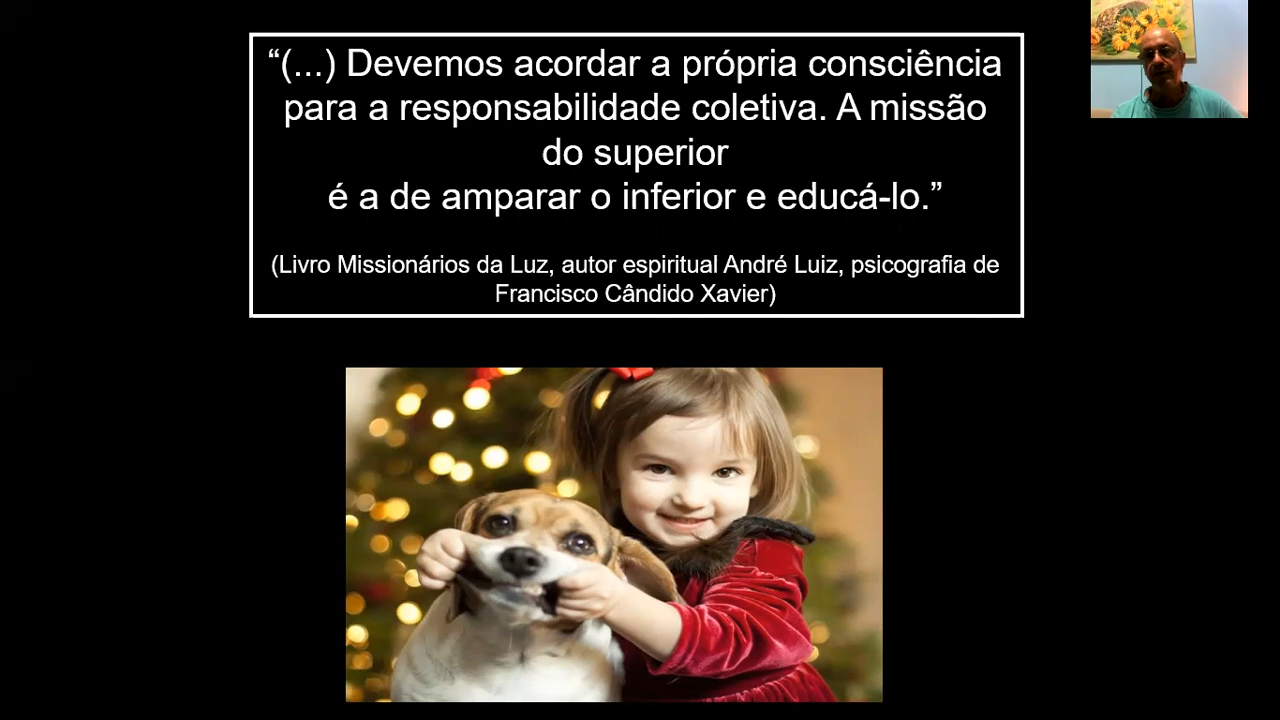 “(...) Devemos acordar a própria consciência
para a responsabilidade coletiva. A missão
do superior
é a de amparar o inferior e educá-lo.”
(Livro Missionários da Luz, autor espiritual André Luiz, psicografia de
Francisco Cândido Xavier)